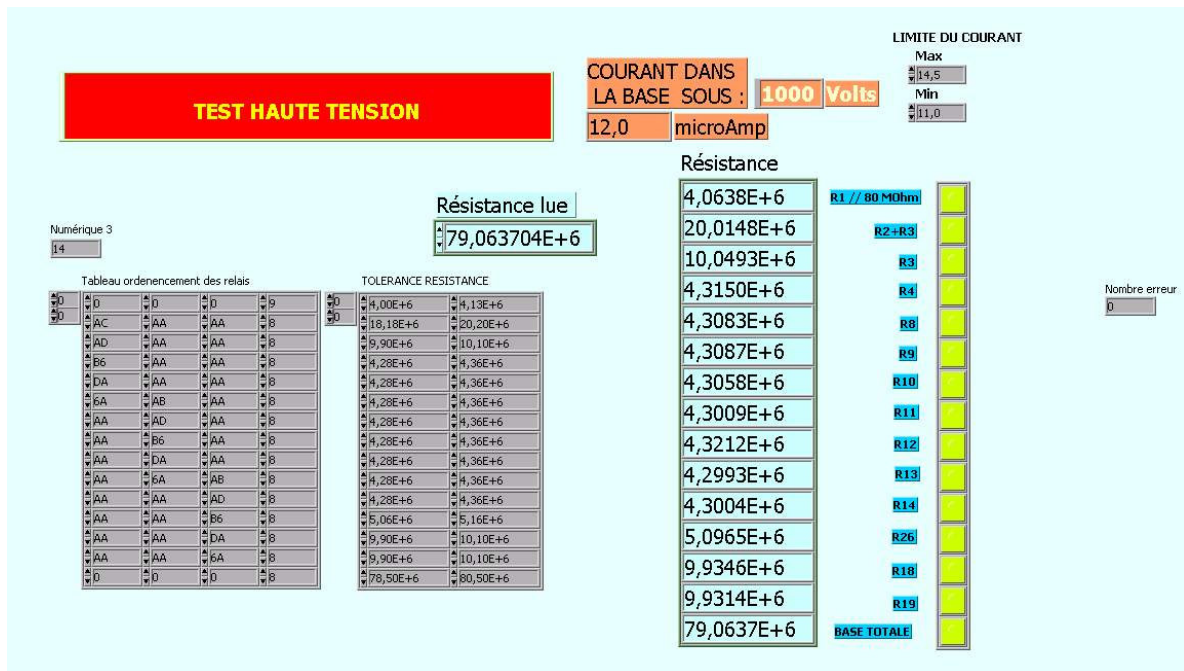 LIMITE DU COURANT
Max
14,5
Min
11,0
TEST HAUTE TENSION
COURANT DANS
LA BASE SOUS : 1000 Volts
12,0 microAmp
Résistance
Résistance lue
79,063704E+6
Numérique 3
14
Tableau ordenencement des relais
0 0 0 0 9
0 AC AA AA 8
AD AA AA 8
B6 AA AA 8
DA AA AA 8
6A AB AA 8
AA AD AA 8
AA B6 AA 8
AA DA AA 8
AA 6A AB 8
AA AA AD 8
AA AA B6 8
AA AA DA 8
AA AA 6A 8
0 0 0 8
TOLERANCE RESISTANCE
0 4,00E+6 4,13E+6
0 18,18E+6 20,20E+6
9,90E+6 10,10E+6
4,28E+6 4,36E+6
4,28E+6 4,36E+6
4,28E+6 4,36E+6
4,28E+6 4,36E+6
4,28E+6 4,36E+6
4,28E+6 4,36E+6
4,28E+6 4,36E+6
4,28E+6 4,36E+6
5,06E+6 5,16E+6
9,90E+6 10,10E+6
9,90E+6 10,10E+6
78,50E+6 80,50E+6
4,0638E+6 R1 // 80 MOhm
20,0148E+6 R2+R3
10,0493E+6 R3
4,3150E+6 R4
4,3083E+6 R8
4,3087E+6 R9
4,3058E+6 R10
4,3009E+6 R11
4,3212E+6 R12
4,2993E+6 R13
4,3004E+6 R14
5,0965E+6 R26
9,9346E+6 R18
9,9314E+6 R19
79,0637E+6 BASE TOTALE
Nombre erreur
0